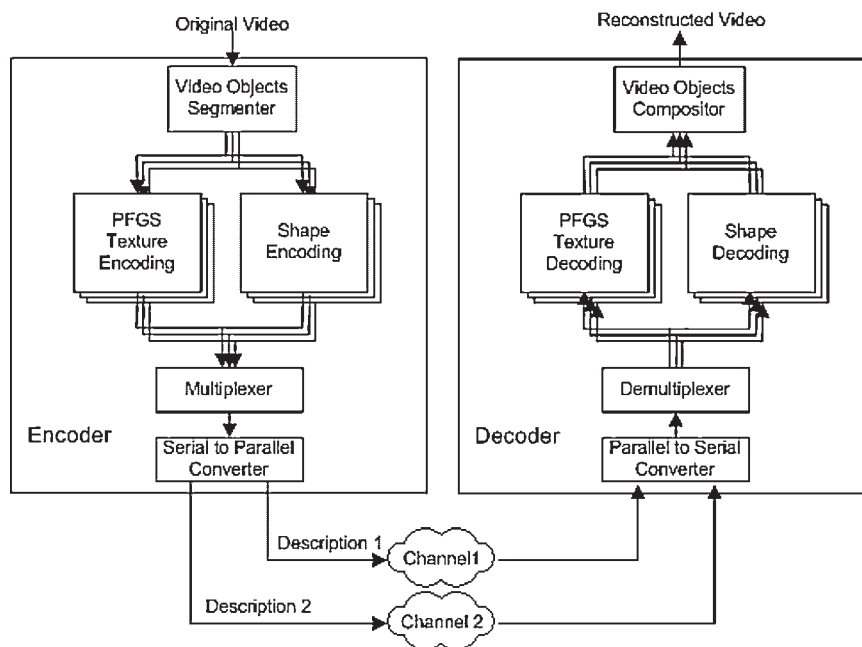 Original Video
Reconstructed Video
Video Objects
Segmenter
Video Objects
Compositor
PFGS
Texture
Encoding
Shape
Encoding
PFGS
Texture
Decoding
Shape
Decoding
Multiplexer
Demultiplexer
Encoder
Serial to Parallel
Converter
Decoder
Parallel to Serial
Converter
Description 1
Channel1
Description 2
Channel 2